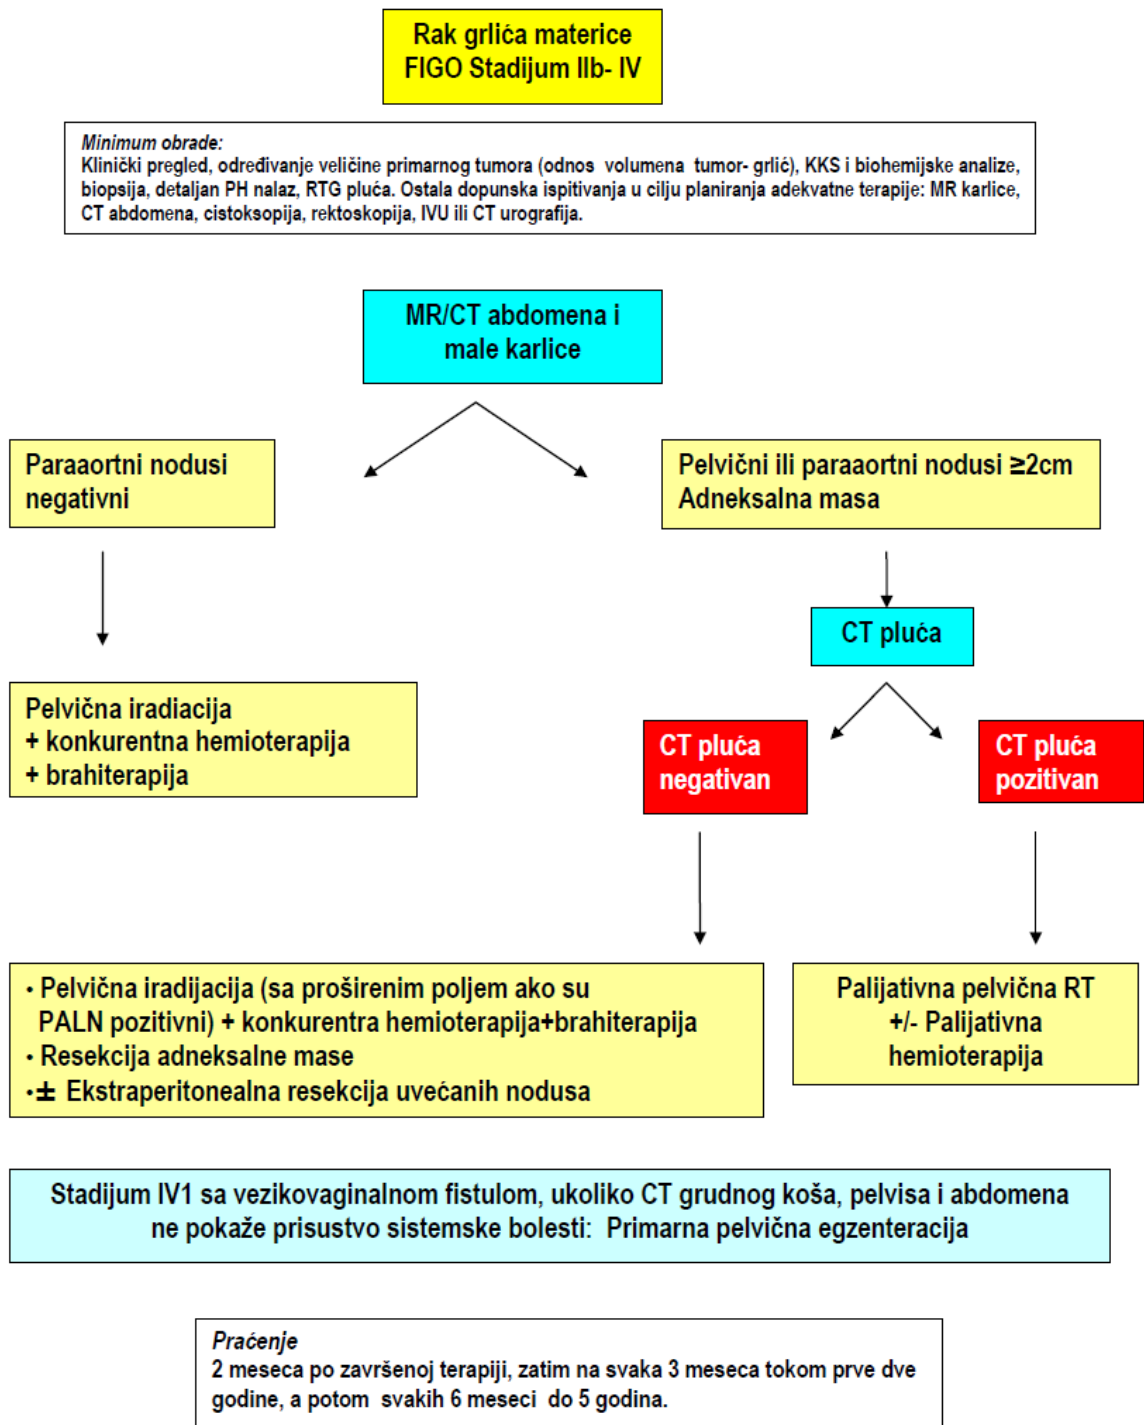 Rak grlića materice
FIGO Stadijum IIb- IV
Minimum obrade:
Klinički pregled, određivanje veličine primarnog tumora (odnos volumena tumor- grlić), KKS i biohemijske analize,
biopsija, detaljan PH nalaz, RTG pluća. Ostala dopunska ispitivanja u cilju planiranja adekvatne terapije: MR karlice,
CT abdomena, cistoksopija, rektoskopija, IVU ili CT urografija.
MR/CT abdomena i
male karlice
Paraaortni nodusi
negativni
Pelvični ili paraaortni nodusi ≥2cm
Adneksalna masa
CT pluća
Pelvična iradiacija
+ konkurentna hemioterapija
+ brahiterapija
CT pluća
negativan
CT pluća
pozitivan
• Pelvična iradijacija (sa proširenim poljem ako su
PALN pozitivni) + konkurentra hemioterapija+brahiterapija
• Resekcija adneksalne mase
•± Ekstraperitonealna resekcija uvećanih nodusa
Palijativna pelvična RT
+/- Palijativna
hemioterapija
Stadijum IV1 sa vezikovaginalnom fistulom, ukoliko CT grudnog koša, pelvisa i abdomena
ne pokaže prisustvo sistemske bolesti: Primarna pelvična egzenteracija
Praćenje
2 meseca po završenoj terapiji, zatim na svaka 3 meseca tokom prve dve
godine, a potom svakih 6 meseci do 5 godina.